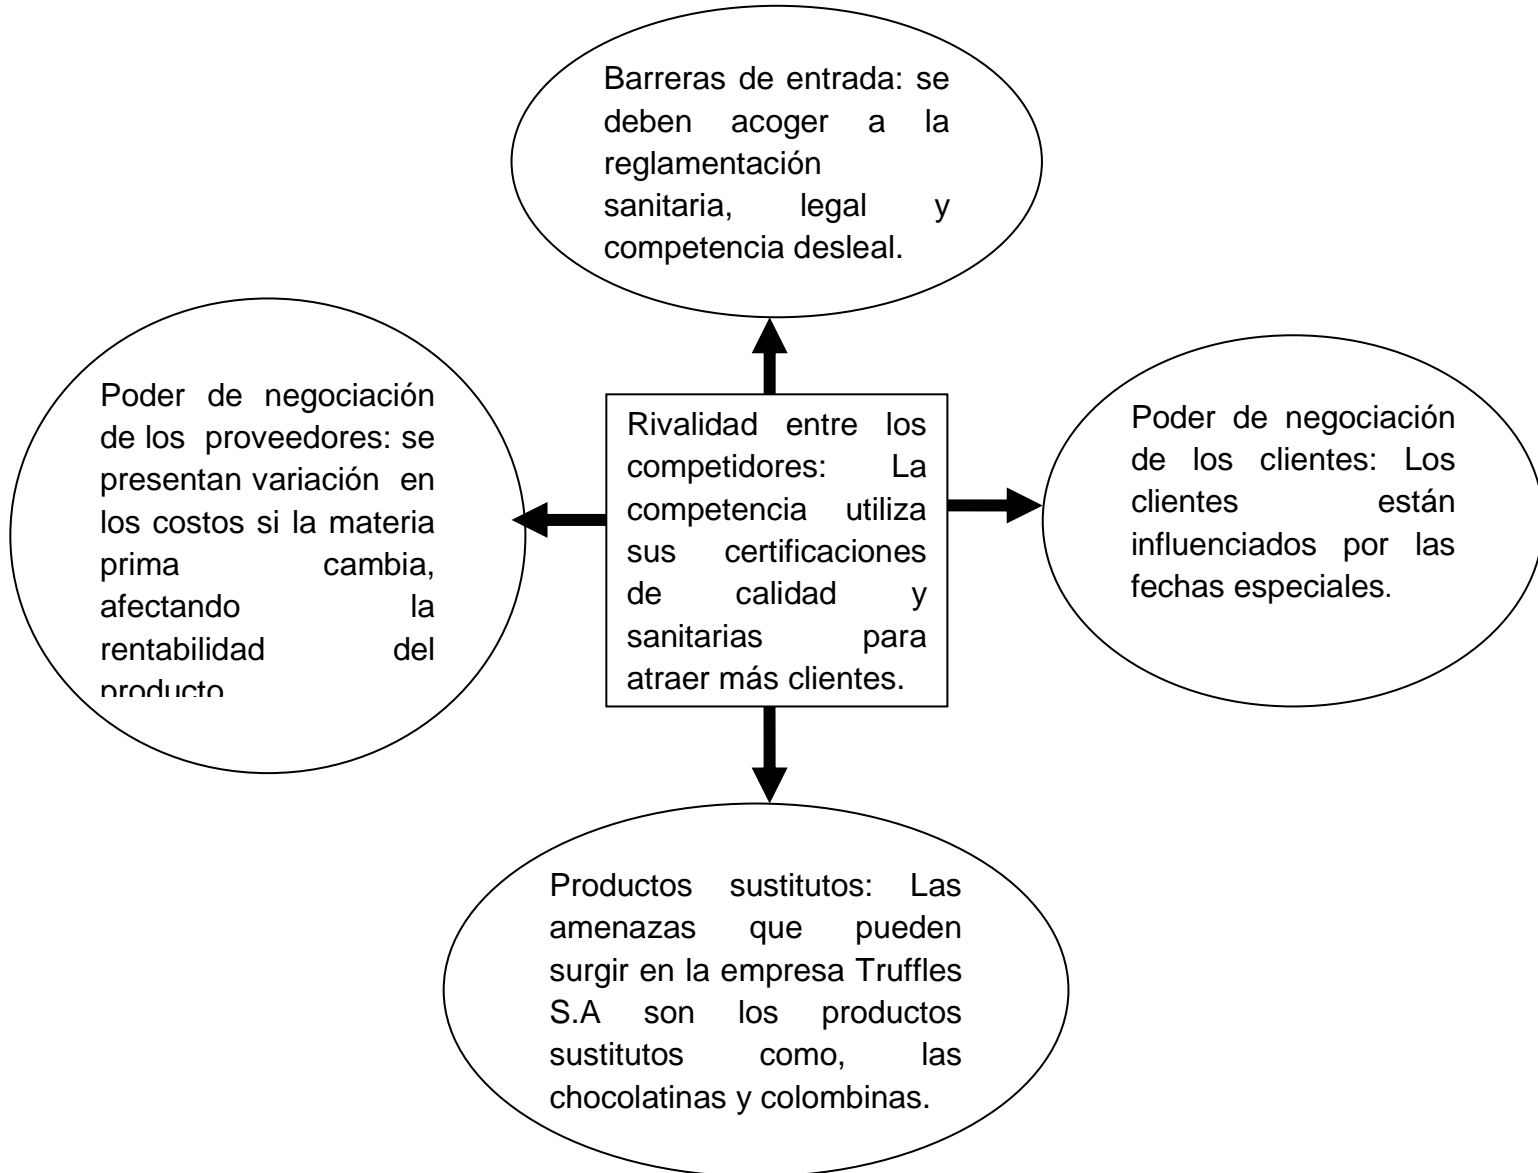 Barreras de entrada: se
deben acoger a la
reglamentación
sanitaria, legal y
competencia desleal.
Poder de negociación
de los proveedores: se
presentan variación en
los costos si la materia
prima cambia,
afectando la
rentabilidad del
producto
Rivalidad entre los
competidores: La
competencia utiliza
sus certificaciones
de calidad y
sanitarias para
atraer más clientes.
Poder de negociación
de los clientes: Los
clientes están
influenciados por las
fechas especiales.
Productos sustitutos: Las
amenazas que pueden
surgir en la empresa Truffles
S.A son los productos
sustitutos como, las
chocolatinas y colombinas.